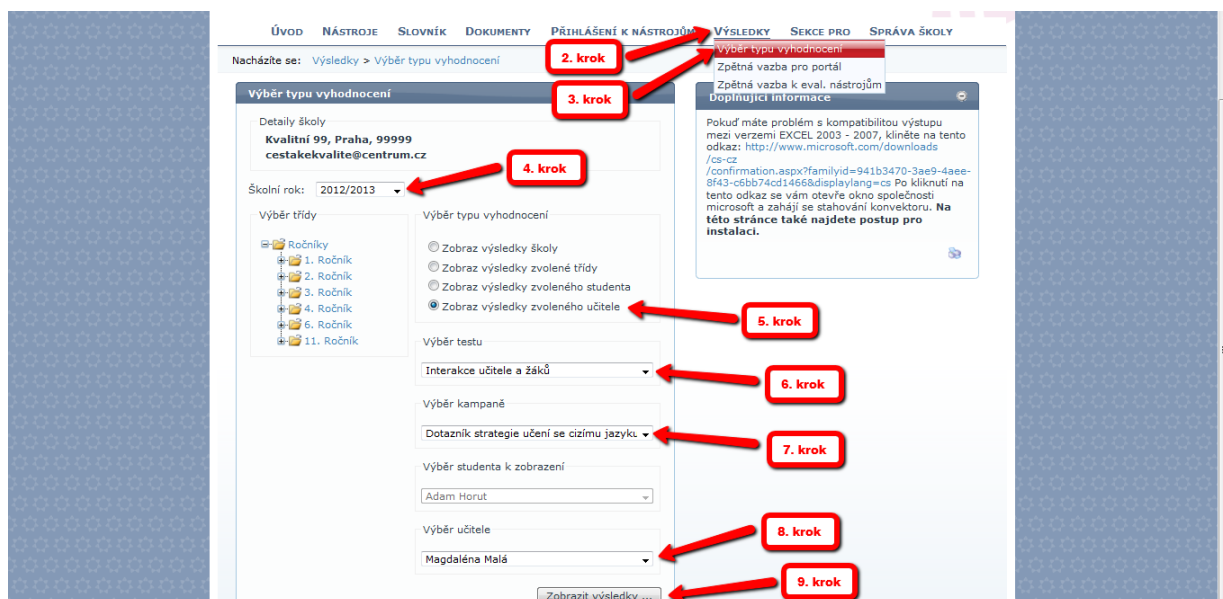 Úvod Nástroje Slovník Dokumenty Přihlášení k nástrojům Výsledky Sekce pro Správa školy
2. krok
Výběr typu vyhodnocení
Zpětná vazba pro portál
Zpětná vazba k eval. nástrojům
3. krok
Nacházíte se: Výsledky > Výběr typu vyhodnocení
Výběr typu vyhodnocení
Detaily školy
Kvalitní 99, Praha, 99999
cestakekvalite@centrum.cz
4. krok
Školní rok: 2012/2013
Výběr třídy
Ročníky
1. Ročník
2. Ročník
3. Ročník
4. Ročník
6. Ročník
11. Ročník
Výběr typu vyhodnocení
Zobraz výsledky školy
Zobraz výsledky zvolené třídy
Zobraz výsledky zvoleného studenta
Zobraz výsledky zvoleného učitele
5. krok
Výběr testu
Interakce učitele a žáků
6. krok
Výběr kampaně
Dotazník strategie učení se cizímu jazyku
7. krok
Výběr studenta k zobrazení
Adam Horut
Výběr učitele
8. krok
Magdaléna Malá
Zobrazit výsledky ...
9. krok
Doplňující informace
Pokuď máte problém s kompatibilitou výstupu
mezi verzemi EXCEL 2003 - 2007, kliněte na tento
odkaz: http://www.microsoft.com/downloads
/cs-cz
/confirmation.aspx?familyid=941b3470-3ae9-4aee-
8f43-c6bb74cd1466&displaylang=cs Po kliknutí na
tento odkaz se vám otevře okno společnosti
microsoft a zahájí se stahování konvektoru. Na
této stránce také najdete postup pro
instalaci.